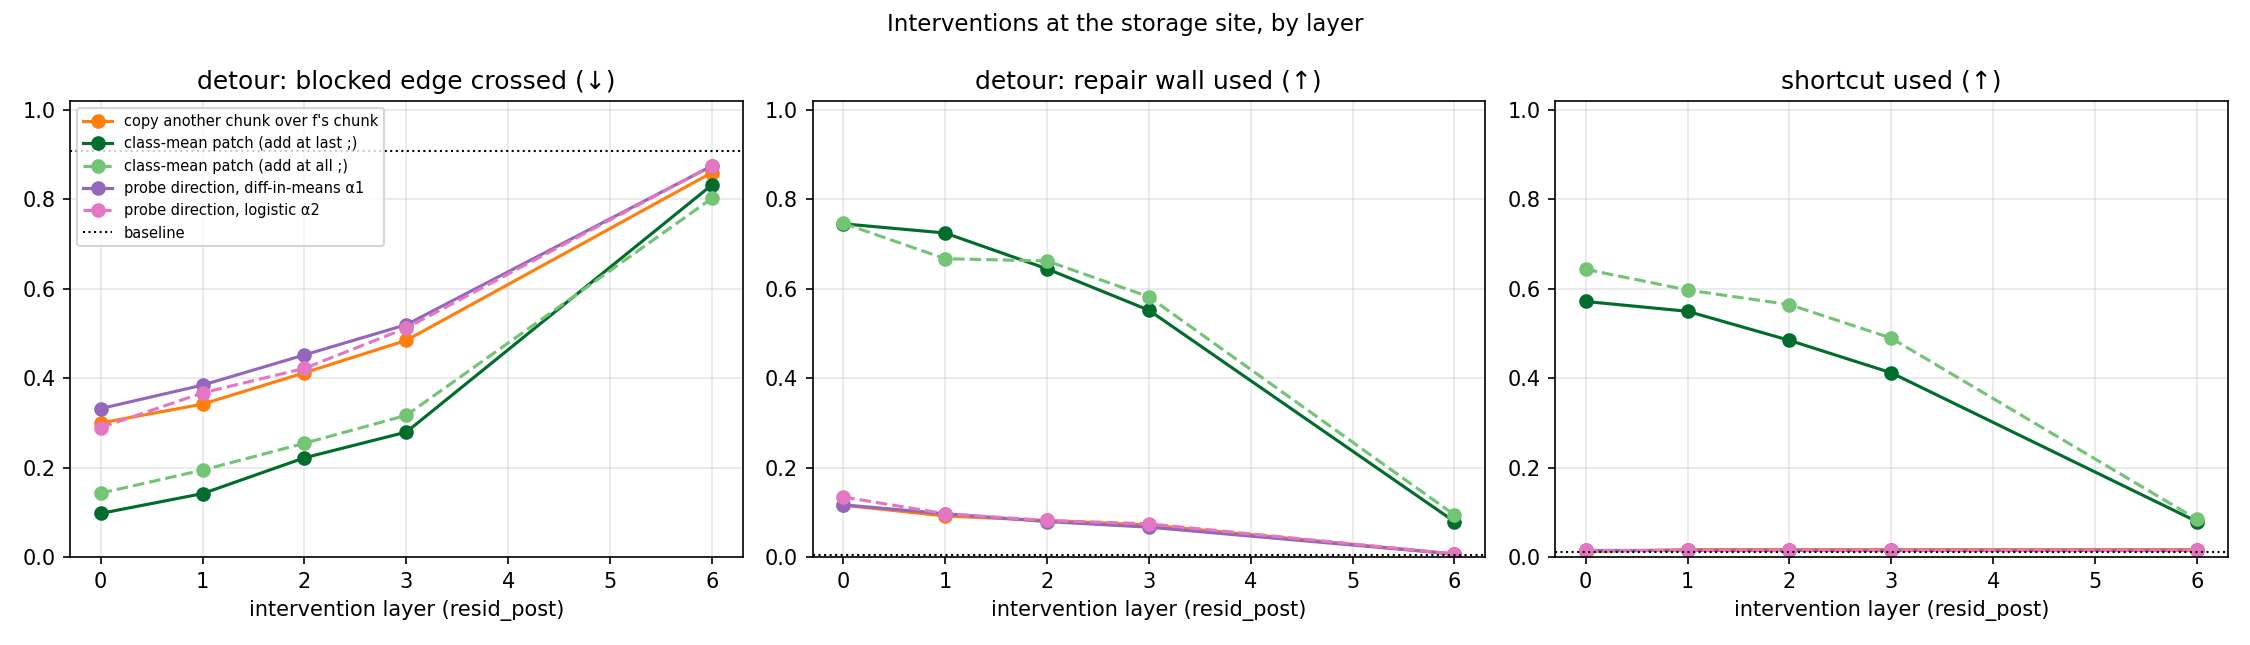 Interventions at the storage site, by layer
detour: blocked edge crossed (↓)
1.0
0.8
0.6
0.4
0.2
0.0
copy another chunk over f's chunk
class-mean patch (add at last ;)
class-mean patch (add at all ;)
probe direction, diff-in-means α1
probe direction, logistic α2
baseline
0 1 2 3 4 5 6
intervention layer (resid_post)
detour: repair wall used (↑)
1.0
0.8
0.6
0.4
0.2
0.0
0 1 2 3 4 5 6
intervention layer (resid_post)
shortcut used (↑)
1.0
0.8
0.6
0.4
0.2
0.0
0 1 2 3 4 5 6
intervention layer (resid_post)